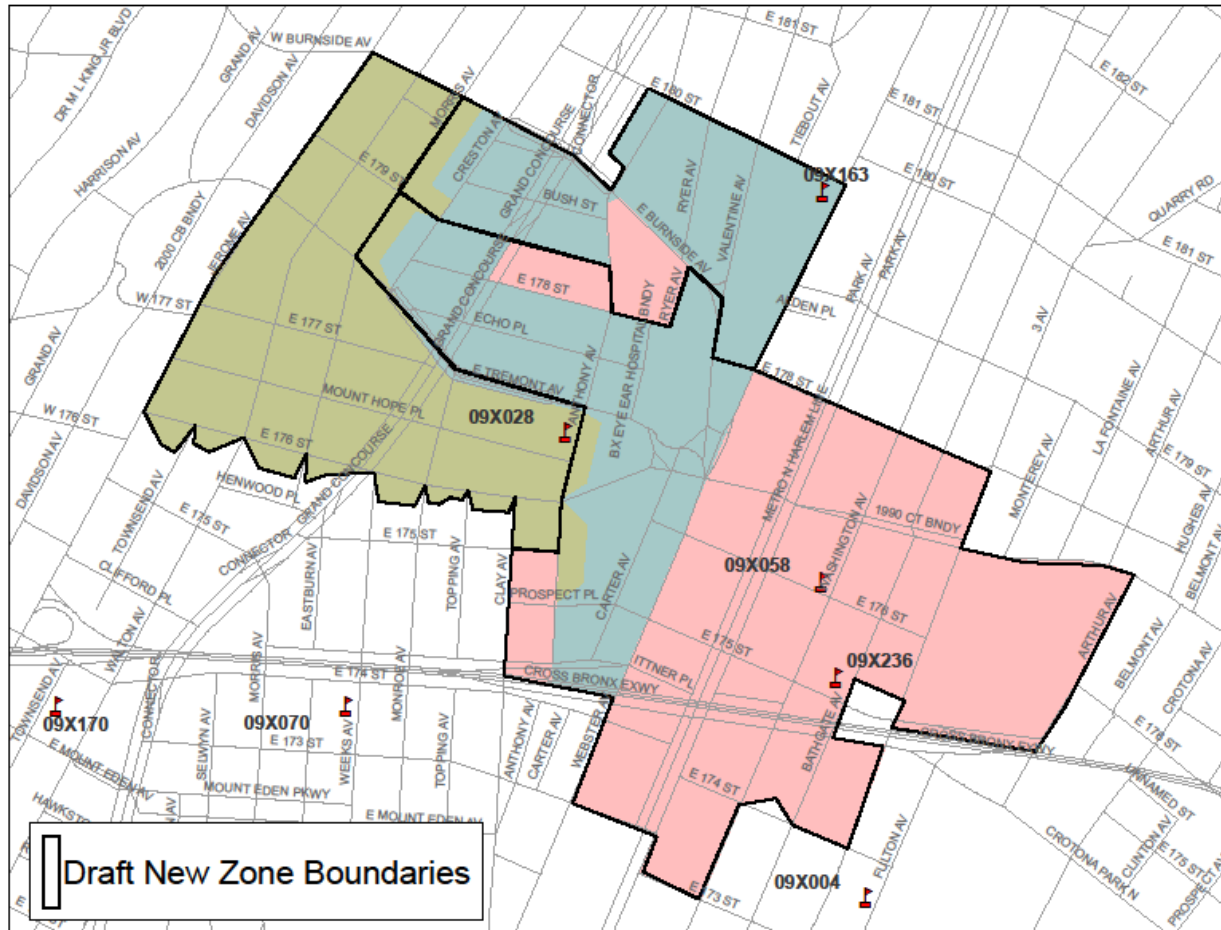 E 181 ST
DR M L KING JR BLVD
GRAND AV
W BURNSIDE AV
DAVIDSON AV
HARRISON AV
MORRIS AV
CRESTON AV
GRAND CONCOURSE
CONNECTOR
E 180 ST
TIEBOUT AV
E 181 ST
E 182 ST
E 179 ST
BUSH ST
RYER AV
VALENTINE AV
09X163
E 180 ST
QUARRY RD
2000 CB BNDY
JEROME AV
E BURNSIDE AV
PARK AV
PARK AV
E 181 ST
W 177 ST
GRAND CONCOURSE
E 178 ST
RYER AV
AEDEN PL
GRAND AV
E 177 ST
ECHO PL
BX EYE EAR HOSPITAL BNDY
3 AV
LA FONTAINE AV
ARTHUR AV
E TREMONT AV
E 178 ST
W 176 ST
MOUNT HOPE PL
09X028
ANTHONY AV
METRO N HARLEM LINE
MONTEREY AV
E 179 ST
DAVIDSON AV
E 176 ST
GRAND CONCOURSE
HENWOOD PL
TOWNSEND AV
E 175 ST
CONNECTOR
E 175 ST
1990 CT BNDY
HUGHES AV
BELMONT AV
CLIFFORD PL
EASTBURN AV
TOPPING AV
CLAY AV
PROSPECT PL
CARTER AV
09X058
WASHINGTON AV
E 176 ST
WALTON AV
E 175 ST
ARTHUR AV
BELMONT AV
CROTONA AV
TOWNSEND AV
CONNECTOR
MORRIS AV
E 174 ST
MONROE AV
CROSS BRONX EXWY
ITTNER PL
09X236
09X170
09X070
SELWYN AV
E 173 ST
WEEKS AV
TOPPING AV
ANTHONY AV
CARTER AV
WEBSTER AV
BATHGATE AV
CROSS BRONX EXWY
E 176 ST
E MOUNT EDEN AV
MOUNT EDEN PKWY
E 174 ST
UNNAMED ST
E MOUNT EDEN AV
FULTON AV
CLINTON AV
E 175 ST
CROTONA PARK N
PROSPECT AV
Draft New Zone Boundaries
E 173 ST
09X004